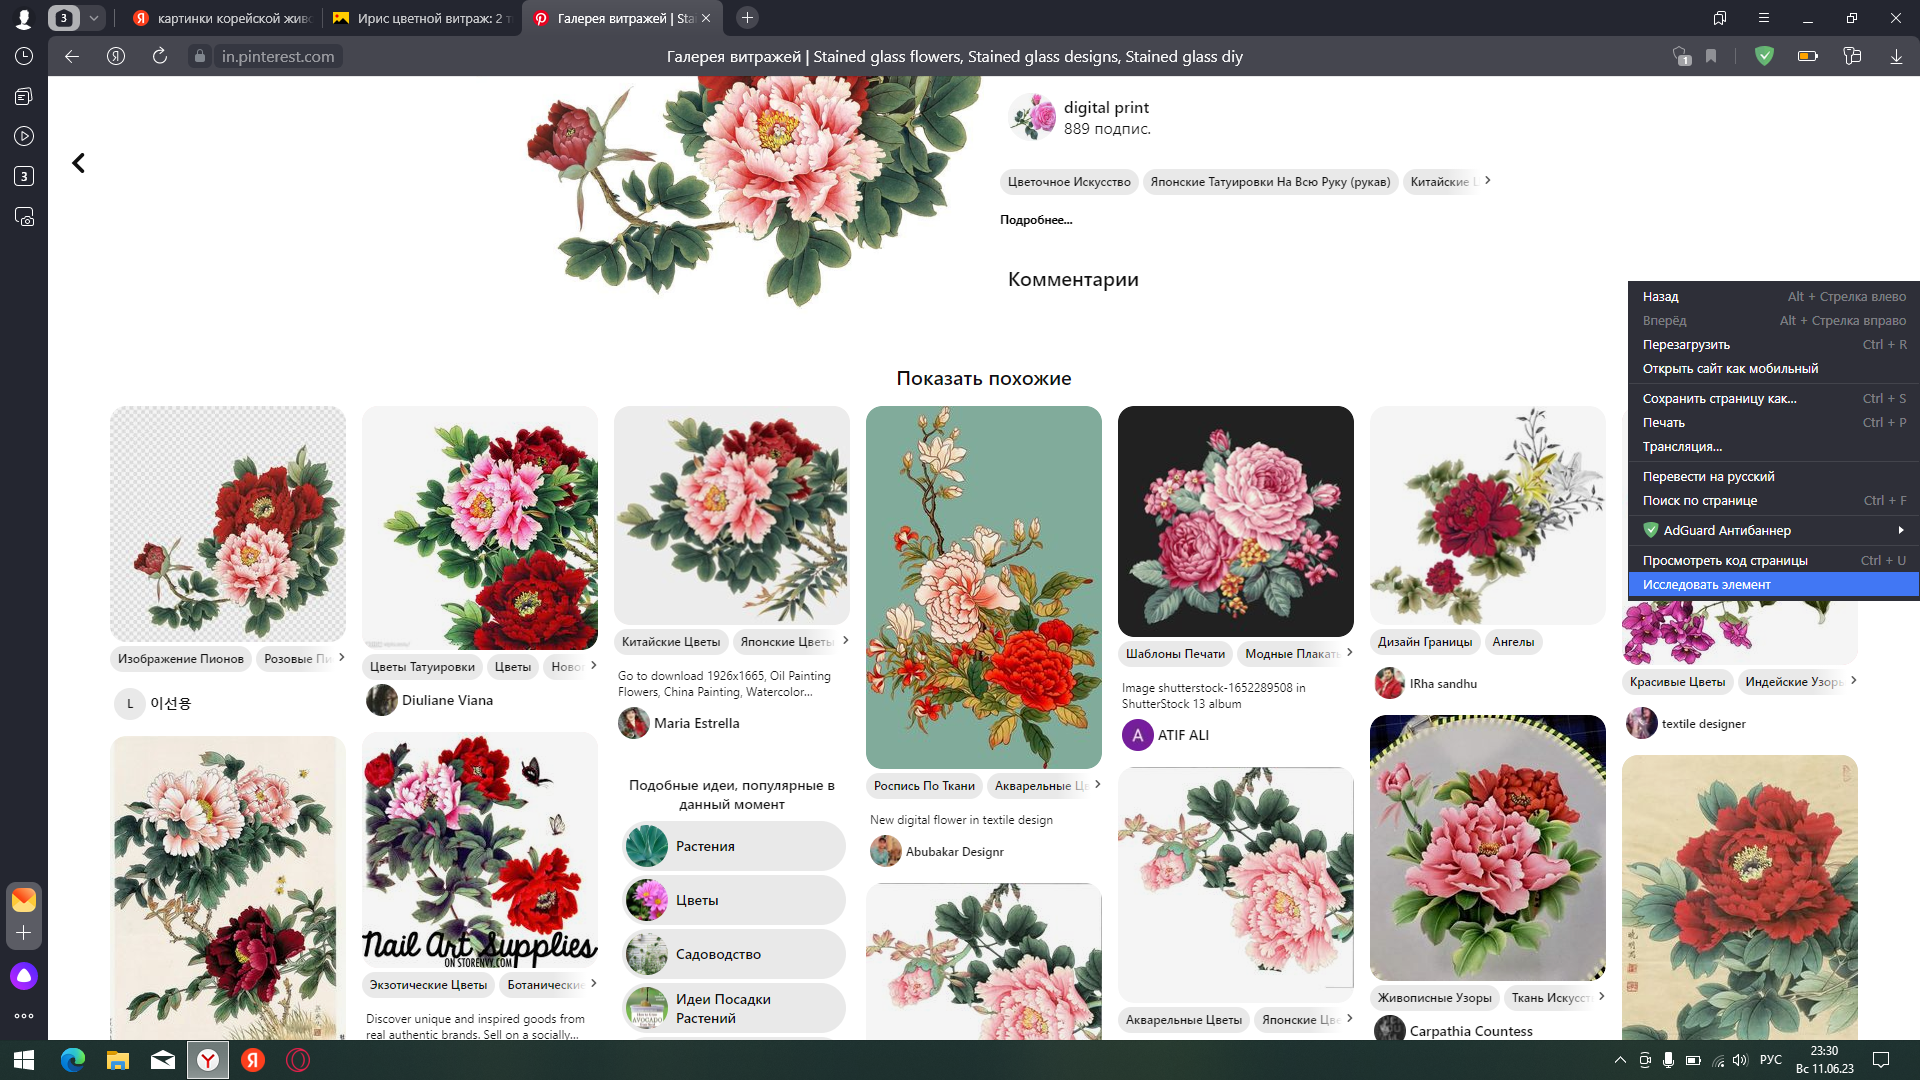 3
картинки корейской живо
Ирис цветной витраж: 2 т
Галерея витражей | Stai
in.pinterest.com
Галерея витражей | Stained glass flowers, Stained glass designs, Stained glass diy
1
3
digital print
889 подпис.
Цветочное Искусство
Японские Татуировки На Всю Руку (рукав)
Китайские
Подробнее...
Комментарии
Показать похожие
Назад Alt + Стрелка влево
Вперёд Alt + Стрелка вправо
Перезагрузить Ctrl + R
Открыть сайт как мобильный
Сохранить страницу как... Ctrl + S
Печать Ctrl + P
Трансляция...
Перевести на русский
Поиск по странице Ctrl + F
AdGuard Антибаннер
Просмотреть код страницы Ctrl + U
Исследовать элемент
Изображение Пионов Розовые Пи
L 이선용
Цветы Татуировки Цветы Ново
Diuliane Viana
Китайские Цветы Японские Цветы
Go to download 1926x1665, Oil Painting
Flowers, China Painting, Watercolor...
Maria Estrella
Подобные идеи, популярные в
данный момент
Растения
Цветы
Садоводство
Идеи Посадки
Растений
Nail Art Supplies
ON STORENVY.COM
Экзотические Цветы Ботанические
Discover unique and inspired goods from
real authentic brands. Sell on a socially...
Роспись По Ткани Акварельные Цв
New digital flower in textile design
Abubakar Designr
Шаблоны Печати Модные Плакаты
Image shutterstock-1652289508 in
ShutterStock 13 album
A ATIF ALI
Акварельные Цветы Японские Цве
Дизайн Границы Ангелы
IRha sandhu
Живописные Узоры Ткань Искусст
Carpathia Countess
Красивые Цветы Индейские Узоры
textile designer
РУС
23:30
Вс 11.06.23